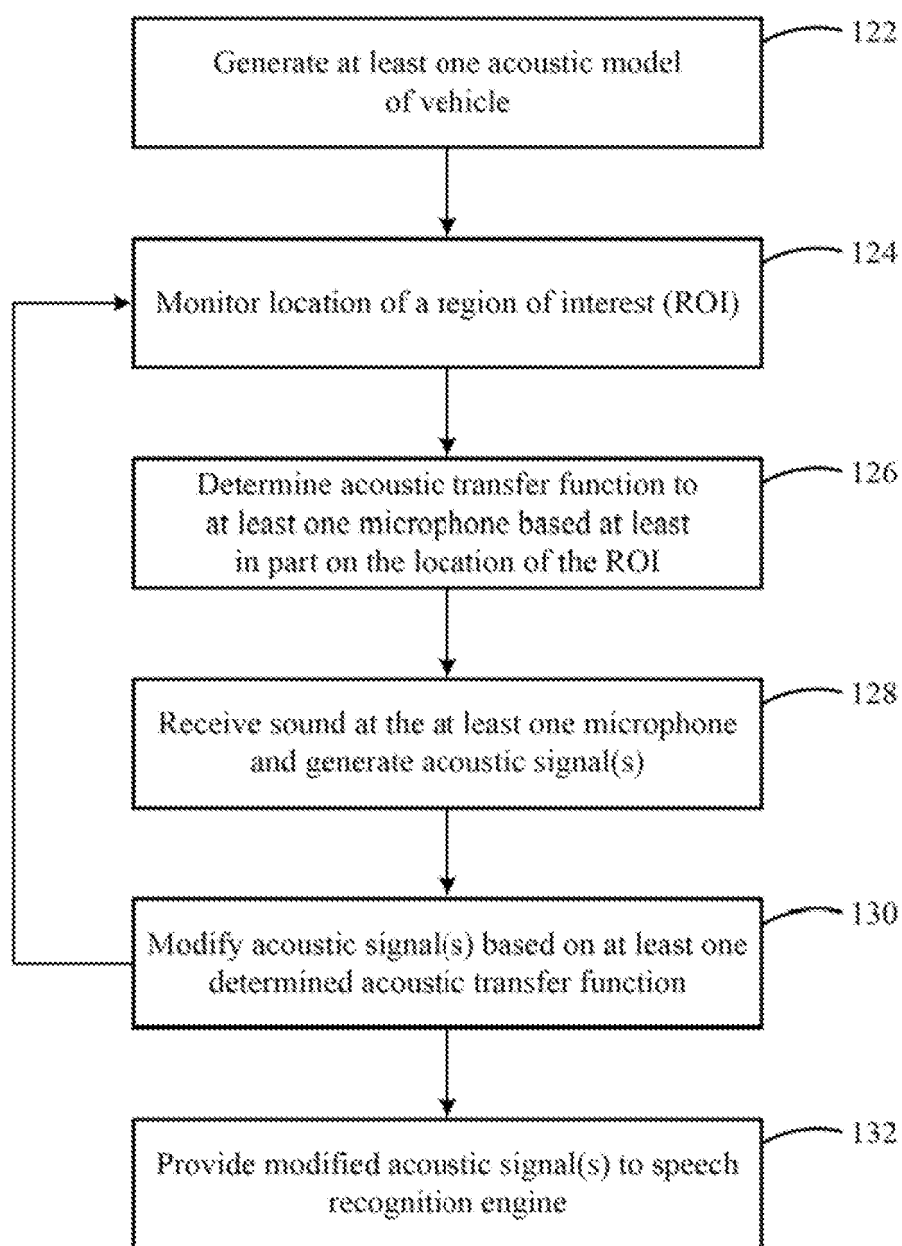 122
Generate at least one acoustic model
of vehicle
124
Monitor location of a region of interest (ROI)
126
Determine acoustic transfer function to
at least one microphone based at least
in part on the location of the ROI
128
Receive sound at the at least one microphone
and generate acoustic signal(s)
130
Modify acoustic signal(s) based on at least one
determined acoustic transfer function
132
Provide modified acoustic signal(s) to speech
recognition engine